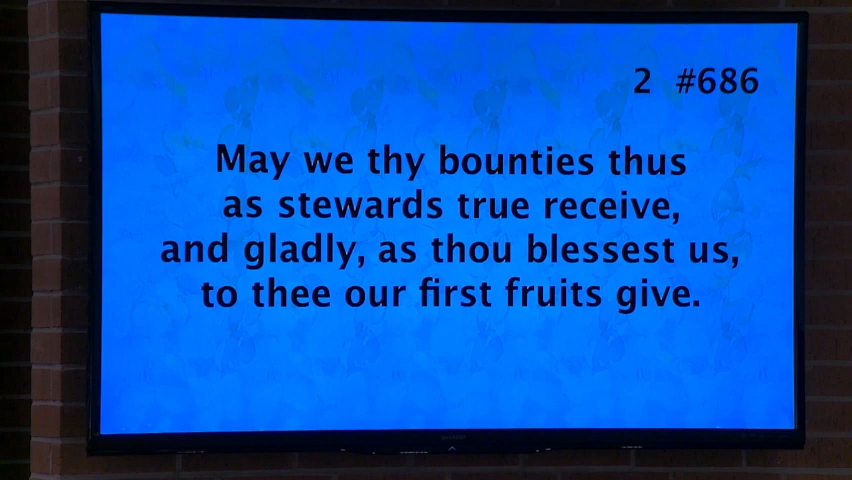 2 #686
May we thy bounties thus
as stewards true receive,
and gladly, as thou blessest us,
to thee our first fruits give.
SHARP